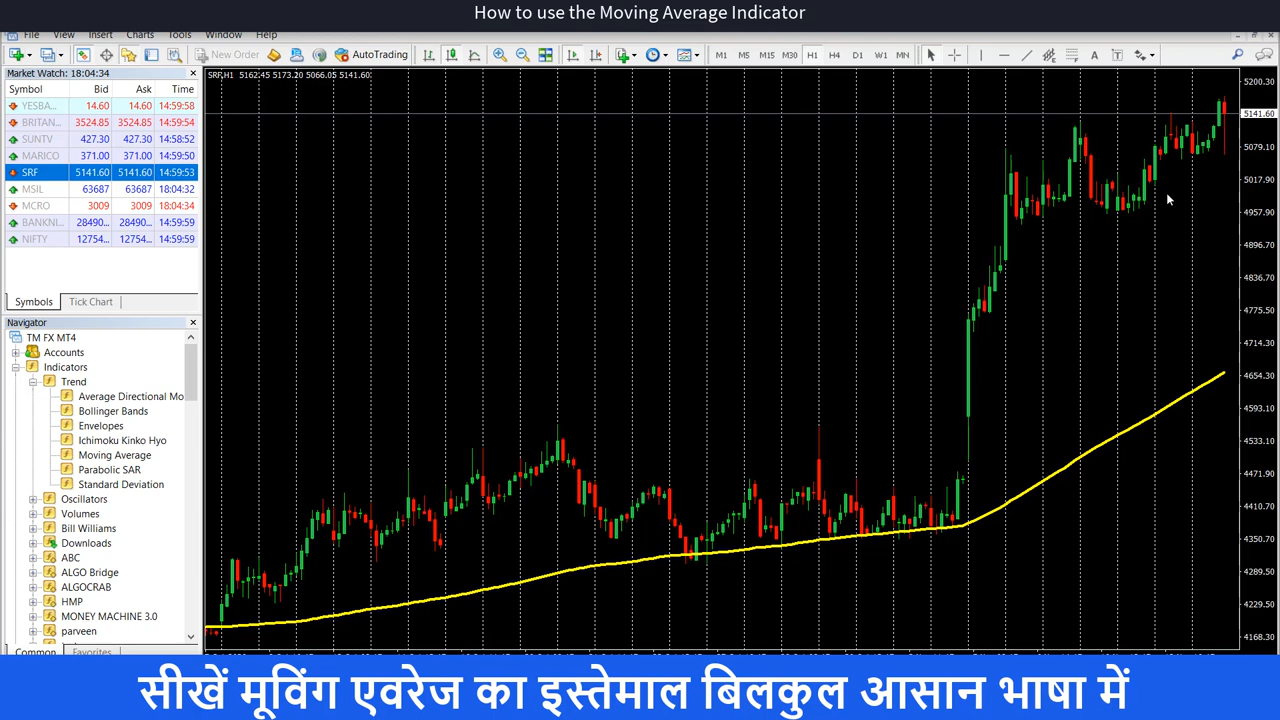 How to use the Moving Average Indicator
File View Insert Charts Tools Window Help
New Order AutoTrading M1 M5 M15 M30 H1 H4 D1 W1 MN
Market Watch: 18:04:34
Symbol Bid Ask Time
YESBA... 14.60 14.60 14:59:58
BRITAN... 3524.85 3524.85 14:59:54
SUNTV 427.30 427.30 14:58:52
MARICO 371.00 371.00 14:59:50
SRF 5141.60 5141.60 14:59:53
MSIL 63687 63687 18:04:32
MCRO 3009 3009 18:04:34
BANKNI... 28490... 28490... 14:59:59
NIFTY 12754... 12754... 14:59:59
Symbols Tick Chart
Navigator
TM FX MT4
Accounts
Indicators
Trend
Average Directional Mo
Bollinger Bands
Envelopes
Ichimoku Kinko Hyo
Moving Average
Parabolic SAR
Standard Deviation
Oscillators
Volumes
Bill Williams
Downloads
ABC
ALGO Bridge
ALGOCRAB
HMP
MONEY MACHINE 3.0
parveen
Common Favorites
SRF,H1 5162.45 5173.20 5066.05 5141.60
5200.30
5141.60
5079.10
5017.90
4957.90
4896.70
4836.70
4775.50
4714.30
4654.30
4593.10
4533.10
4471.90
4410.70
4350.70
4289.50
4229.50
4168.30
सीखें मूविंग एवरेज का इस्तेमाल बिलकुल आसान भाषा में